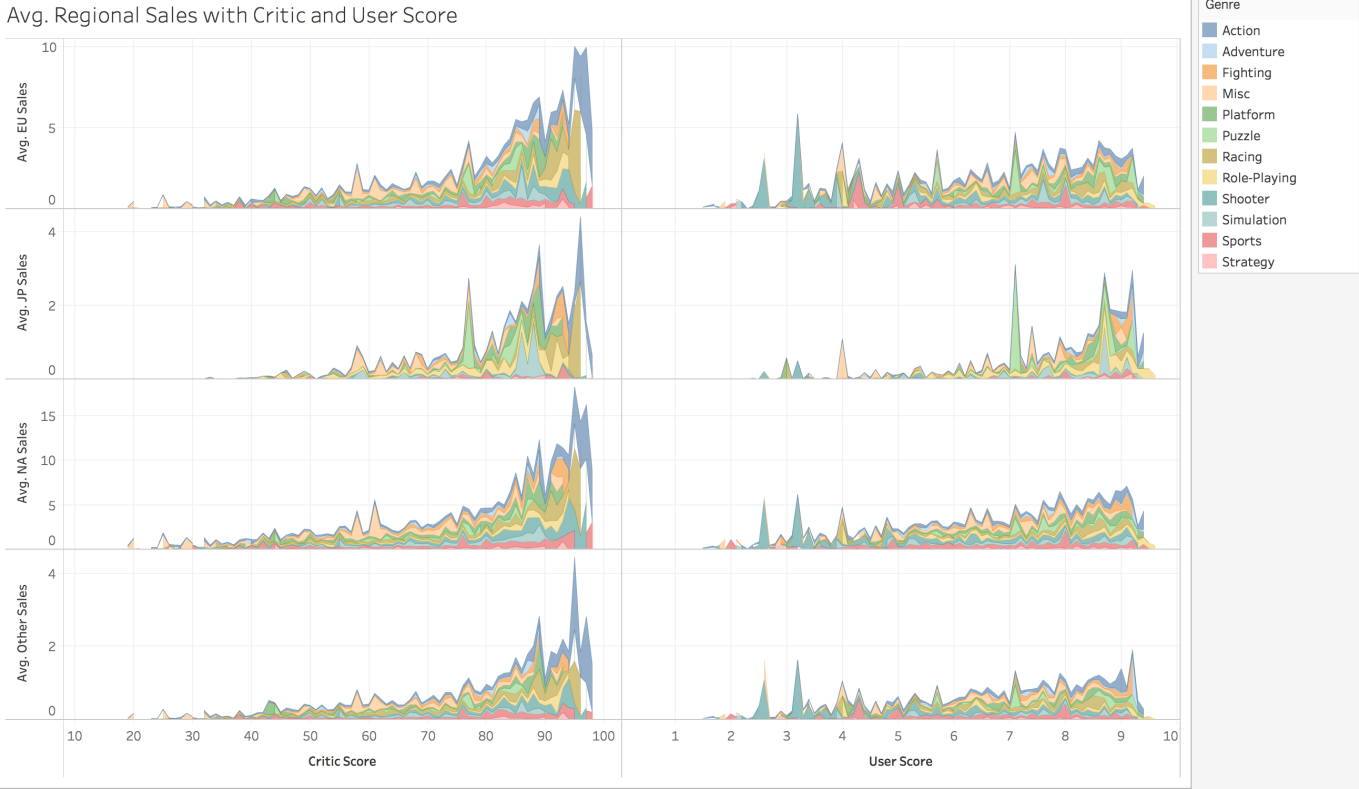 Avg. Regional Sales with Critic and User Score
Genre
Action
Adventure
Fighting
Misc
Platform
Puzzle
Racing
Role-Playing
Shooter
Simulation
Sports
Strategy
Avg. EU Sales
10
5
0
Avg. JP Sales
4
2
0
Avg. NA Sales
15
10
5
0
Avg. Other Sales
4
2
0
10 20 30 40 50 60 70 80 90 100
1 2 3 4 5 6 7 8 9 10
Critic Score
User Score